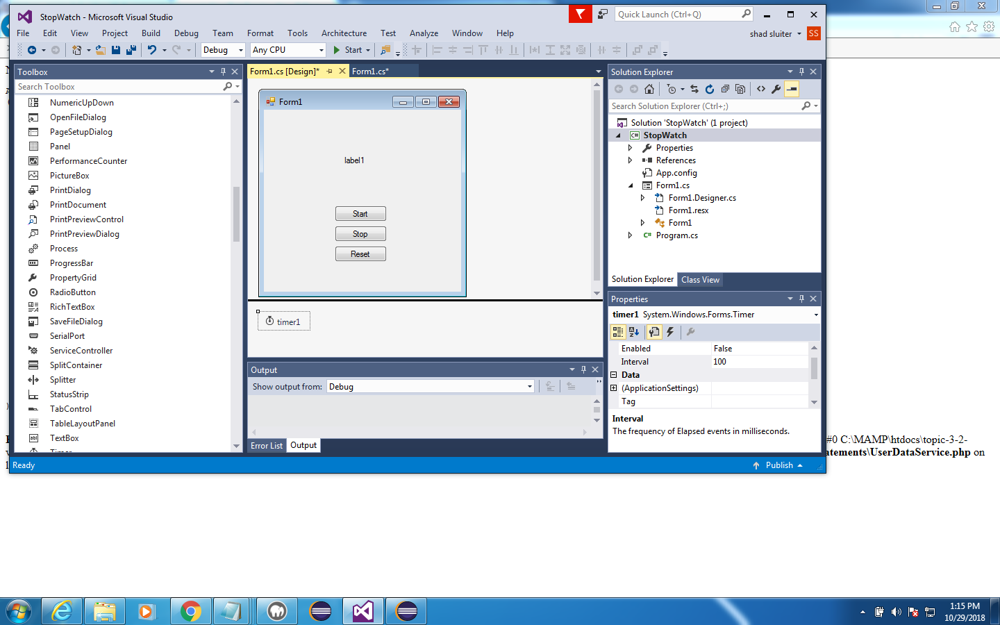 StopWatch - Microsoft Visual Studio
Quick Launch (Ctrl+Q)
File Edit View Project Build Debug Team Format Tools Architecture Test Analyze Window Help
shad sluiter SS
Debug Any CPU Start
Toolbox
Search Toolbox
NumericUpDown
OpenFileDialog
PageSetupDialog
Panel
PerformanceCounter
PictureBox
PrintDialog
PrintDocument
PrintPreviewControl
PrintPreviewDialog
Process
ProgressBar
PropertyGrid
RadioButton
RichTextBox
SaveFileDialog
SerialPort
ServiceController
SplitContainer
Splitter
StatusStrip
TabControl
TableLayoutPanel
TextBox
Timer
Form1.cs [Design]* Form1.cs*
Form1
label1
Start
Stop
Reset
timer1
Output
Show output from: Debug
Error List Output
Solution Explorer
Search Solution Explorer (Ctrl+;)
Solution 'StopWatch' (1 project)
C# StopWatch
Properties
References
App.config
Form1.cs
Form1.Designer.cs
Form1.resx
Form1
C# Program.cs
Solution Explorer Class View
Properties
timer1 System.Windows.Forms.Timer
Enabled False
Interval 100
Data
(ApplicationSettings)
Tag
Interval
The frequency of Elapsed events in milliseconds.
Ready
Publish
#0 C:\MAMP\htdocs\topic-3-2-
atements\UserDataService.php on
1:15 PM
10/29/2018